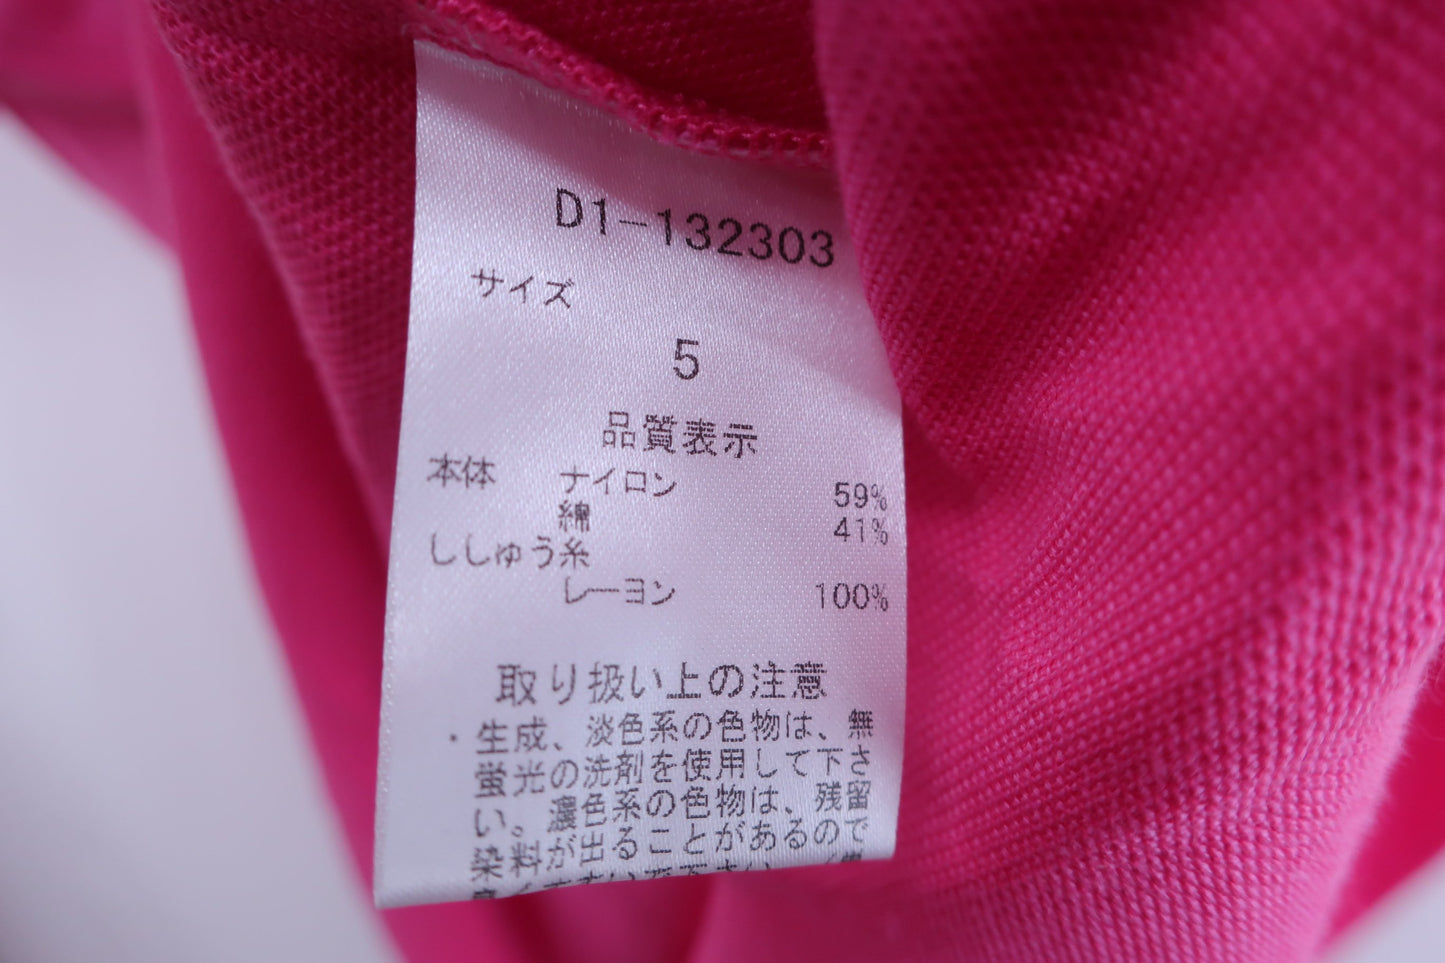 D1-132303
サイズ
5
品質表示
本体 ナイロン 59%
綿 41%
ししゅう糸
レーヨン 100%
取り扱い上の注意
・生成、淡色系の色物は、無
蛍光の洗剤を使用して下さ
い。濃色系の色物は、残留
染料が出ることがあるので